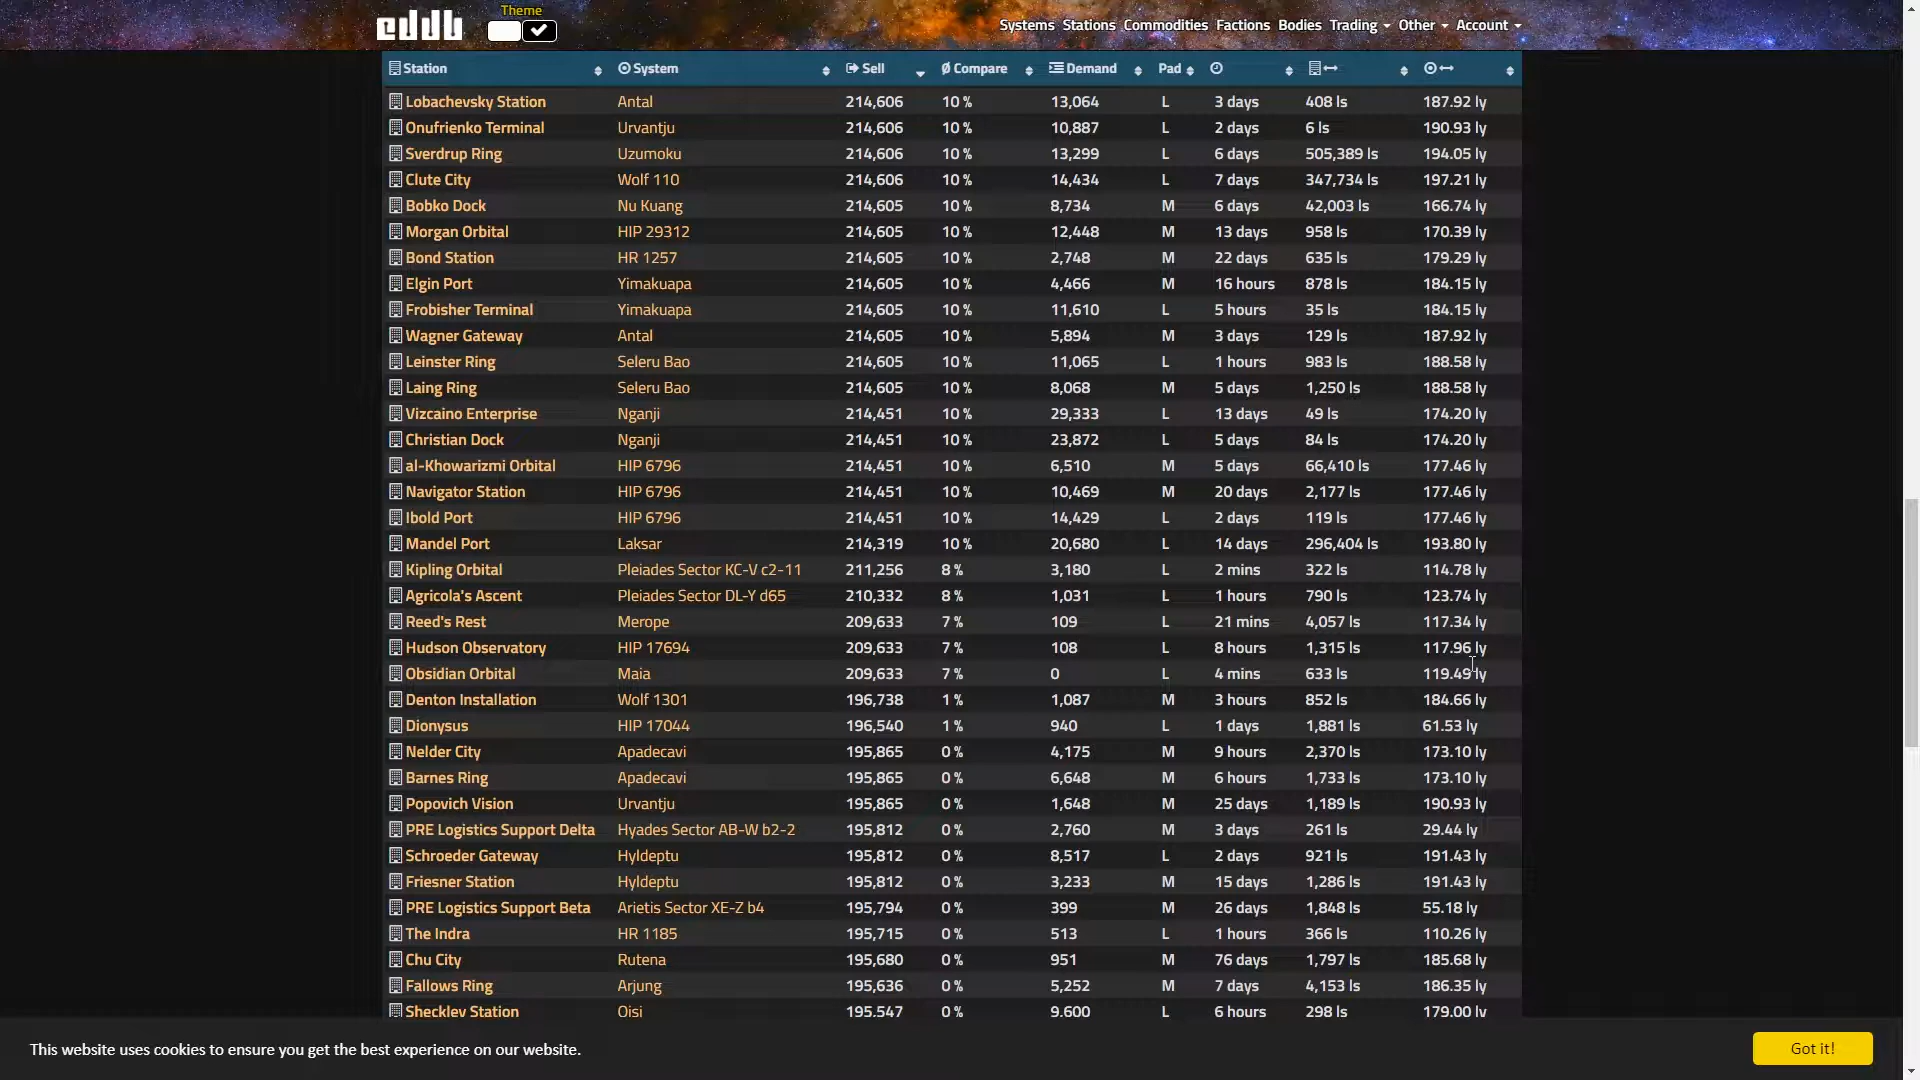 eddb Theme Systems Stations Commodities Factions Bodies Trading Other Account
Station System Sell Ø Compare Demand Pad
Lobachevsky Station Antal 214,606 10 % 13,064 L 3 days 408 ls 187.92 ly
Onufrienko Terminal Urvantju 214,606 10 % 10,887 L 2 days 6 ls 190.93 ly
Sverdrup Ring Uzumoku 214,606 10 % 13,299 L 6 days 505,389 ls 194.05 ly
Clute City Wolf 110 214,606 10 % 14,434 L 7 days 347,734 ls 197.21 ly
Bobko Dock Nu Kuang 214,605 10 % 8,734 M 6 days 42,003 ls 166.74 ly
Morgan Orbital HIP 29312 214,605 10 % 12,448 M 13 days 958 ls 170.39 ly
Bond Station HR 1257 214,605 10 % 2,748 M 22 days 635 ls 179.29 ly
Elgin Port Yimakuapa 214,605 10 % 4,466 M 16 hours 878 ls 184.15 ly
Frobisher Terminal Yimakuapa 214,605 10 % 11,610 L 5 hours 35 ls 184.15 ly
Wagner Gateway Antal 214,605 10 % 5,894 M 3 days 129 ls 187.92 ly
Leinster Ring Seleru Bao 214,605 10 % 11,065 L 1 hours 983 ls 188.58 ly
Laing Ring Seleru Bao 214,605 10 % 8,068 M 5 days 1,250 ls 188.58 ly
Vizcaino Enterprise Nganji 214,451 10 % 29,333 L 13 days 49 ls 174.20 ly
Christian Dock Nganji 214,451 10 % 23,872 L 5 days 84 ls 174.20 ly
al-Khowarizmi Orbital HIP 6796 214,451 10 % 6,510 M 5 days 66,410 ls 177.46 ly
Navigator Station HIP 6796 214,451 10 % 10,469 M 20 days 2,177 ls 177.46 ly
Ibold Port HIP 6796 214,451 10 % 14,429 L 2 days 119 ls 177.46 ly
Mandel Port Laksar 214,319 10 % 20,680 L 14 days 296,404 ls 193.80 ly
Kipling Orbital Pleiades Sector KC-V c2-11 211,256 8 % 3,180 L 2 mins 322 ls 114.78 ly
Agricola's Ascent Pleiades Sector DL-Y d65 210,332 8 % 1,031 L 1 hours 790 ls 123.74 ly
Reed's Rest Merope 209,633 7 % 109 L 21 mins 4,057 ls 117.34 ly
Hudson Observatory HIP 17694 209,633 7 % 108 L 8 hours 1,315 ls 117.96 ly
Obsidian Orbital Maia 209,633 7 % 0 L 4 mins 633 ls 119.49 ly
Denton Installation Wolf 1301 196,738 1 % 1,087 M 3 hours 852 ls 184.66 ly
Dionysus HIP 17044 196,540 1 % 940 L 1 days 1,881 ls 61.53 ly
Nelder City Apadecavi 195,865 0 % 4,175 M 9 hours 2,370 ls 173.10 ly
Barnes Ring Apadecavi 195,865 0 % 6,648 M 6 hours 1,733 ls 173.10 ly
Popovich Vision Urvantju 195,865 0 % 1,648 M 25 days 1,189 ls 190.93 ly
PRE Logistics Support Delta Hyades Sector AB-W b2-2 195,812 0 % 2,760 M 3 days 261 ls 29.44 ly
Schroeder Gateway Hyldeptu 195,812 0 % 8,517 L 2 days 921 ls 191.43 ly
Friesner Station Hyldeptu 195,812 0 % 3,233 M 15 days 1,286 ls 191.43 ly
PRE Logistics Support Beta Arietis Sector XE-Z b4 195,794 0 % 399 M 26 days 1,848 ls 55.18 ly
The Indra HR 1185 195,715 0 % 513 L 1 hours 366 ls 110.26 ly
Chu City Rutena 195,680 0 % 951 M 76 days 1,797 ls 185.68 ly
Fallows Ring Arjung 195,636 0 % 5,252 M 7 days 4,153 ls 186.35 ly
Sheckley Station Oisi 195,547 0 % 9,600 L 6 hours 298 ls 179.00 ly
This website uses cookies to ensure you get the best experience on our website. Got it!